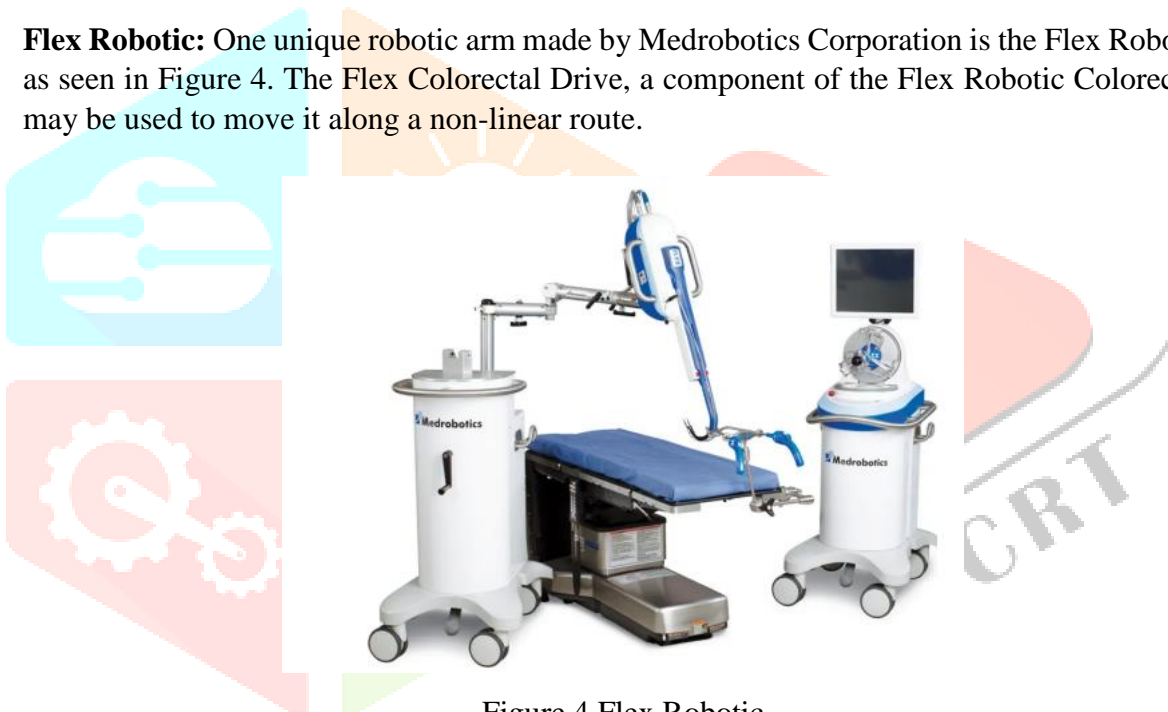 Flex Robotic: One unique robotic arm made by Medrobotics Corporation is the Flex Robo
as seen in Figure 4. The Flex Colorectal Drive, a component of the Flex Robotic Colorec
may be used to move it along a non-linear route.
Medrobotics
Medrobotics
CRT
Figure 4 Flex Robotic